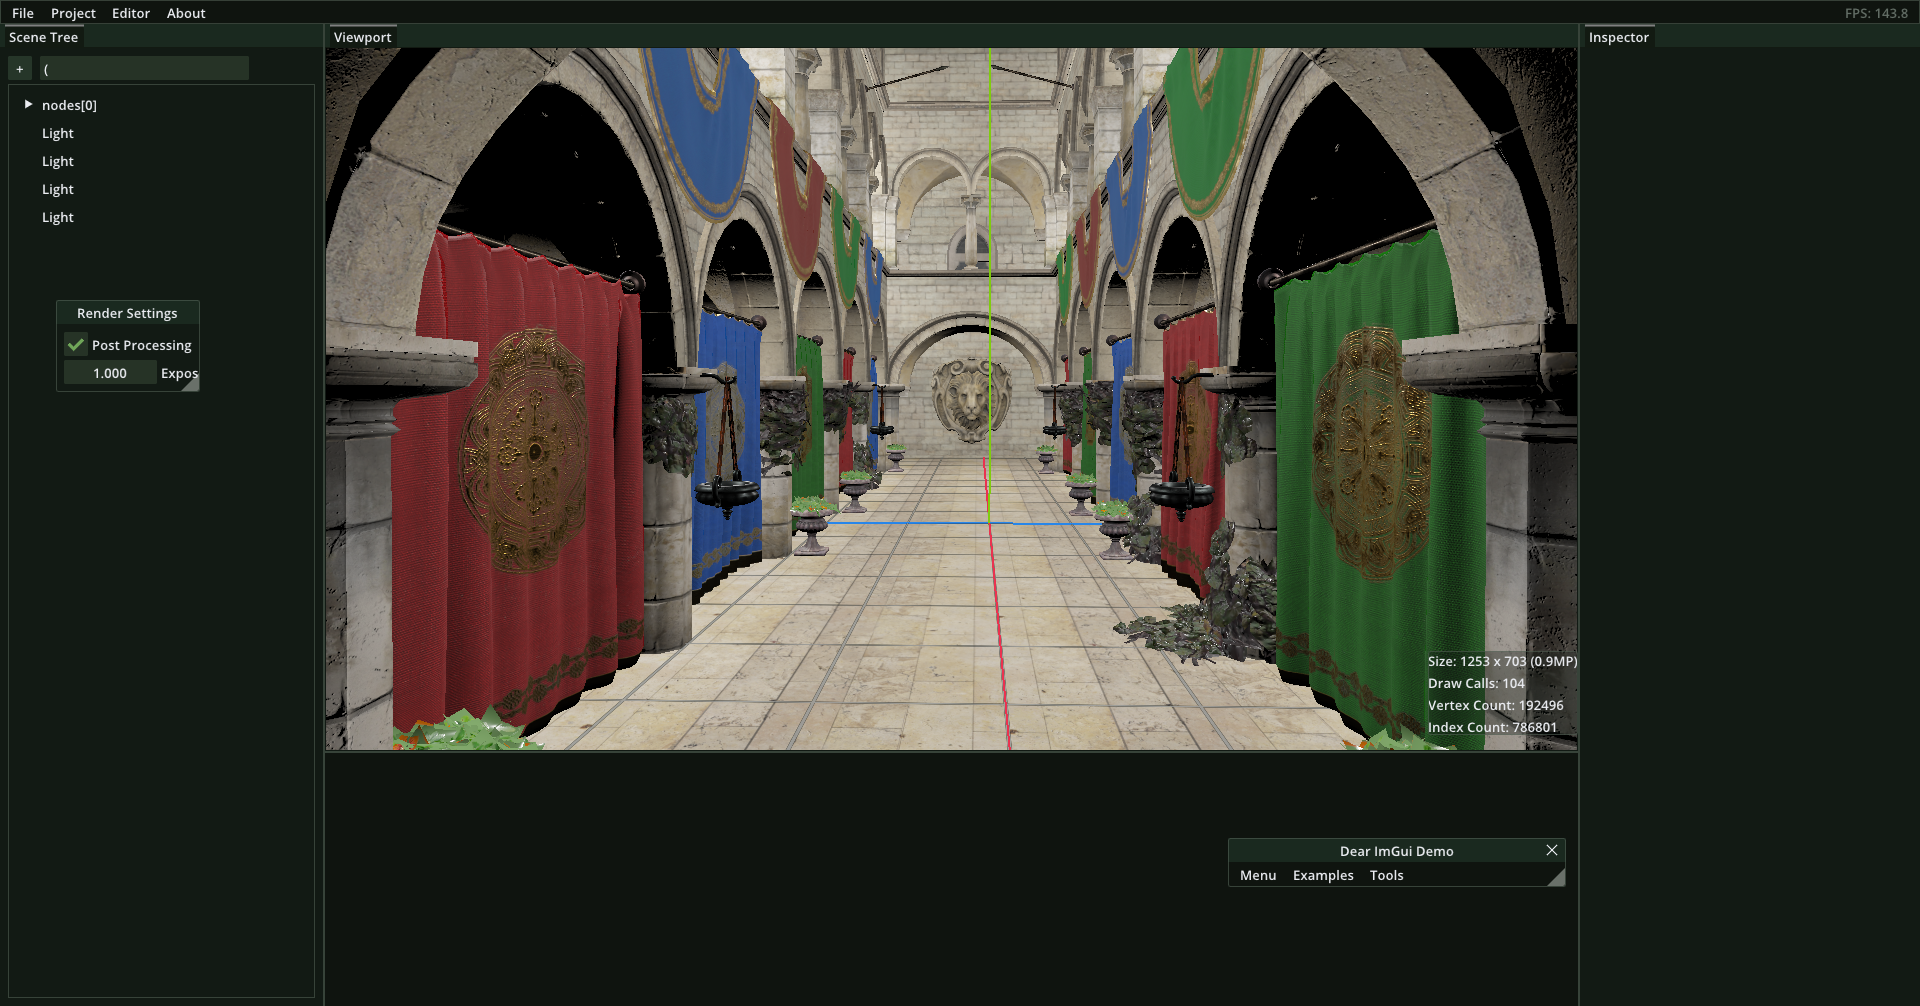 File Project Editor About FPS: 143.8
Scene Tree
+ (
nodes[0]
Light
Light
Light
Light
Render Settings
Post Processing
1.000 Expos
Viewport
Size: 1253 x 703 (0.9MP)
Draw Calls: 104
Vertex Count: 192496
Index Count: 786801
Dear ImGui Demo
Menu Examples Tools
Inspector